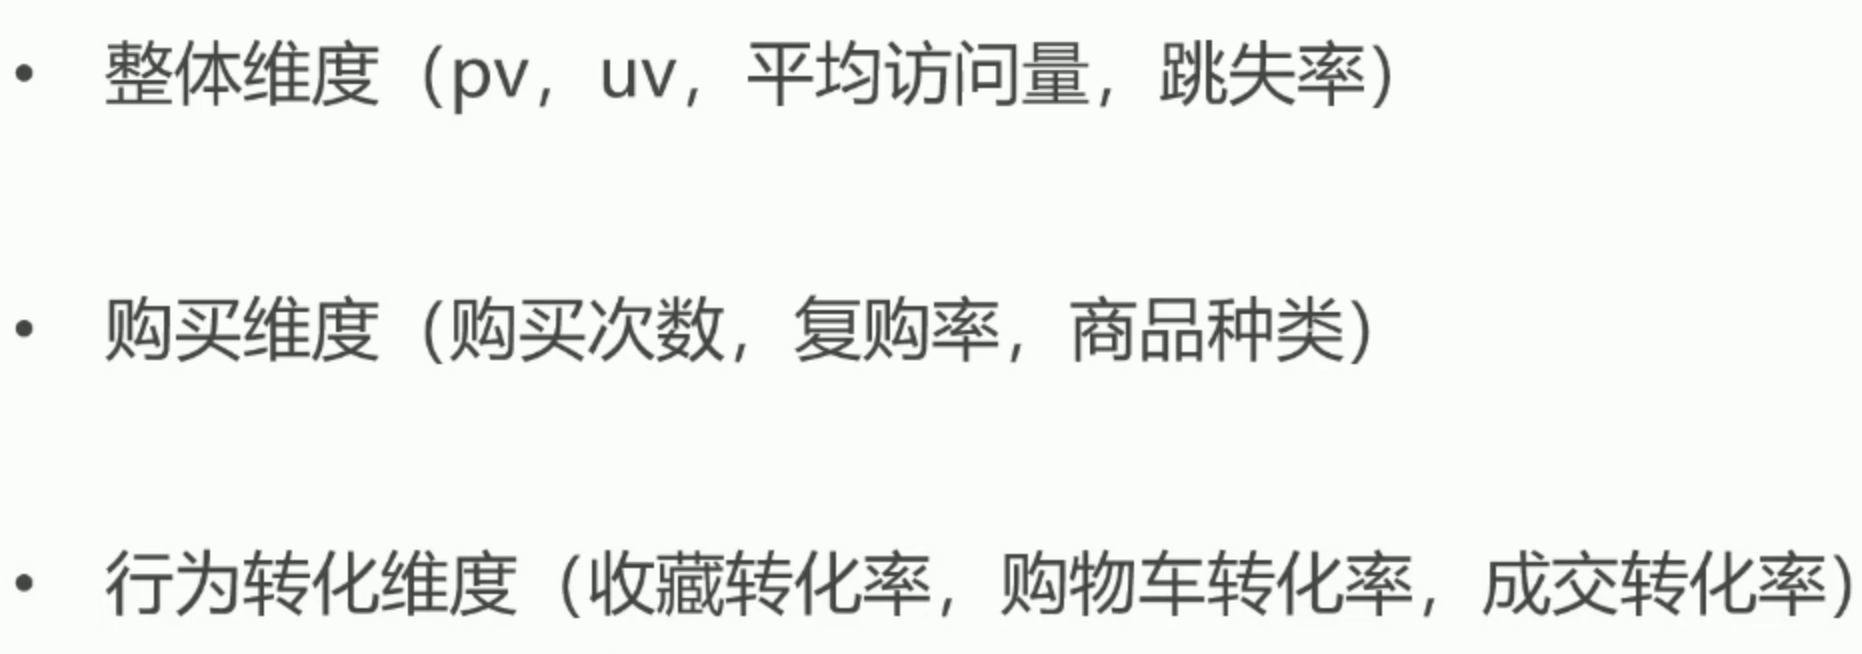 • 整体维度（pv，uv，平均访问量，跳失率）
• 购买维度（购买次数，复购率，商品种类）
• 行为转化维度（收藏转化率，购物车转化率，成交转化率）